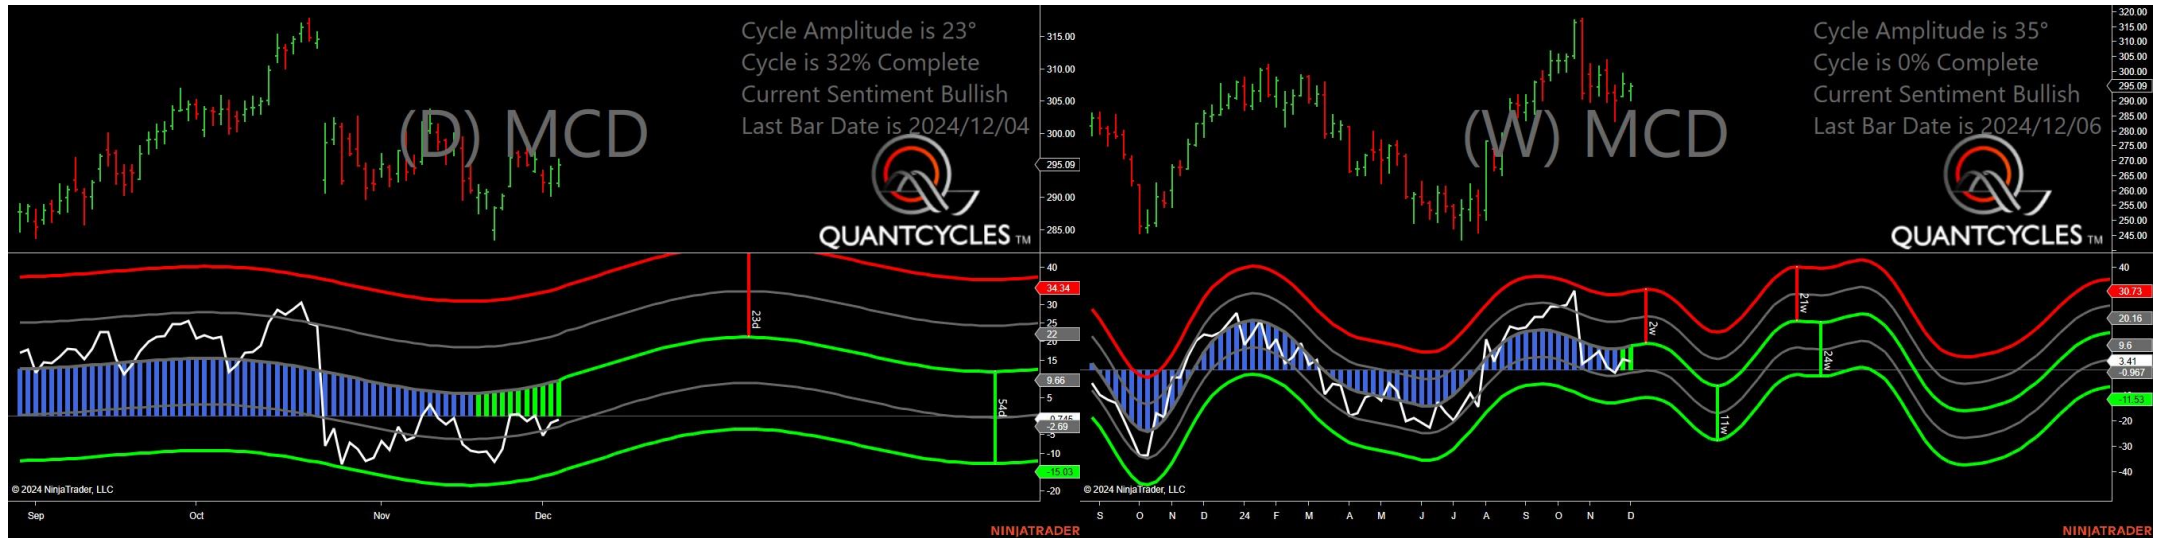 Cycle Amplitude is 23°
Cycle is 32% Complete
Current Sentiment Bullish
Last Bar Date is 2024/12/04
(D) MCD
QUANTCYCLES TM
315.00
310.00
305.00
300.00
295.09
290.00
285.00
40
34.34
30
25
22
20
15
9.66
5
-2.69
-5
-10
-15.03
-20
23d
54d
© 2024 NinjaTrader, LLC
Sep
Oct
Nov
Dec
NINJATRADER
Cycle Amplitude is 35°
Cycle is 0% Complete
Current Sentiment Bullish
Last Bar Date is 2024/12/06
(W) MCD
QUANTCYCLES TM
320.00
315.00
310.00
305.00
300.00
295.09
290.00
285.00
280.00
275.00
270.00
265.00
260.00
255.00
250.00
245.00
40
30.73
20.16
9.6
3.41
-0.967
-11.53
-20
-30
-40
2w
11w
21w
24w
© 2024 NinjaTrader, LLC
S
O
N
D
24
F
M
A
M
J
J
A
S
O
N
D
NINJATRADER